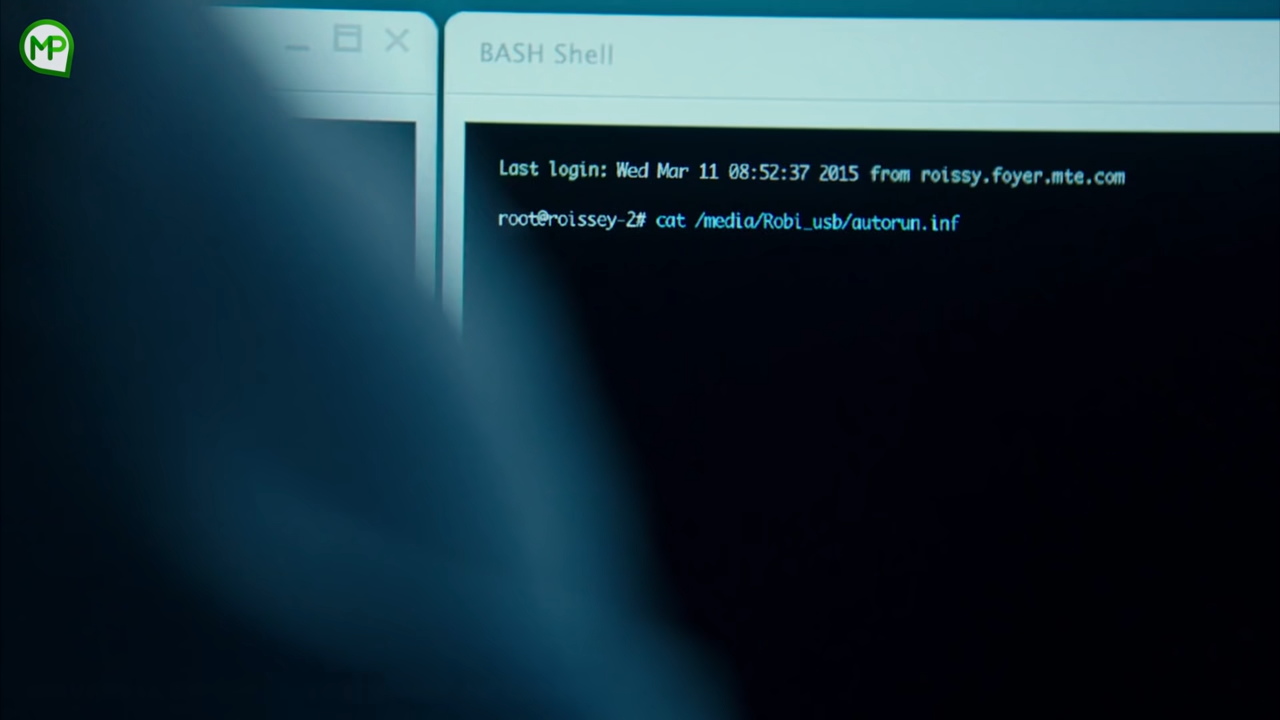 MP
BASH Shell
Last login: Wed Mar 11 08:52:37 2015 from roissy.foyer.mte.com
root@roissey-2# cat /media/Robi_usb/autorun.inf